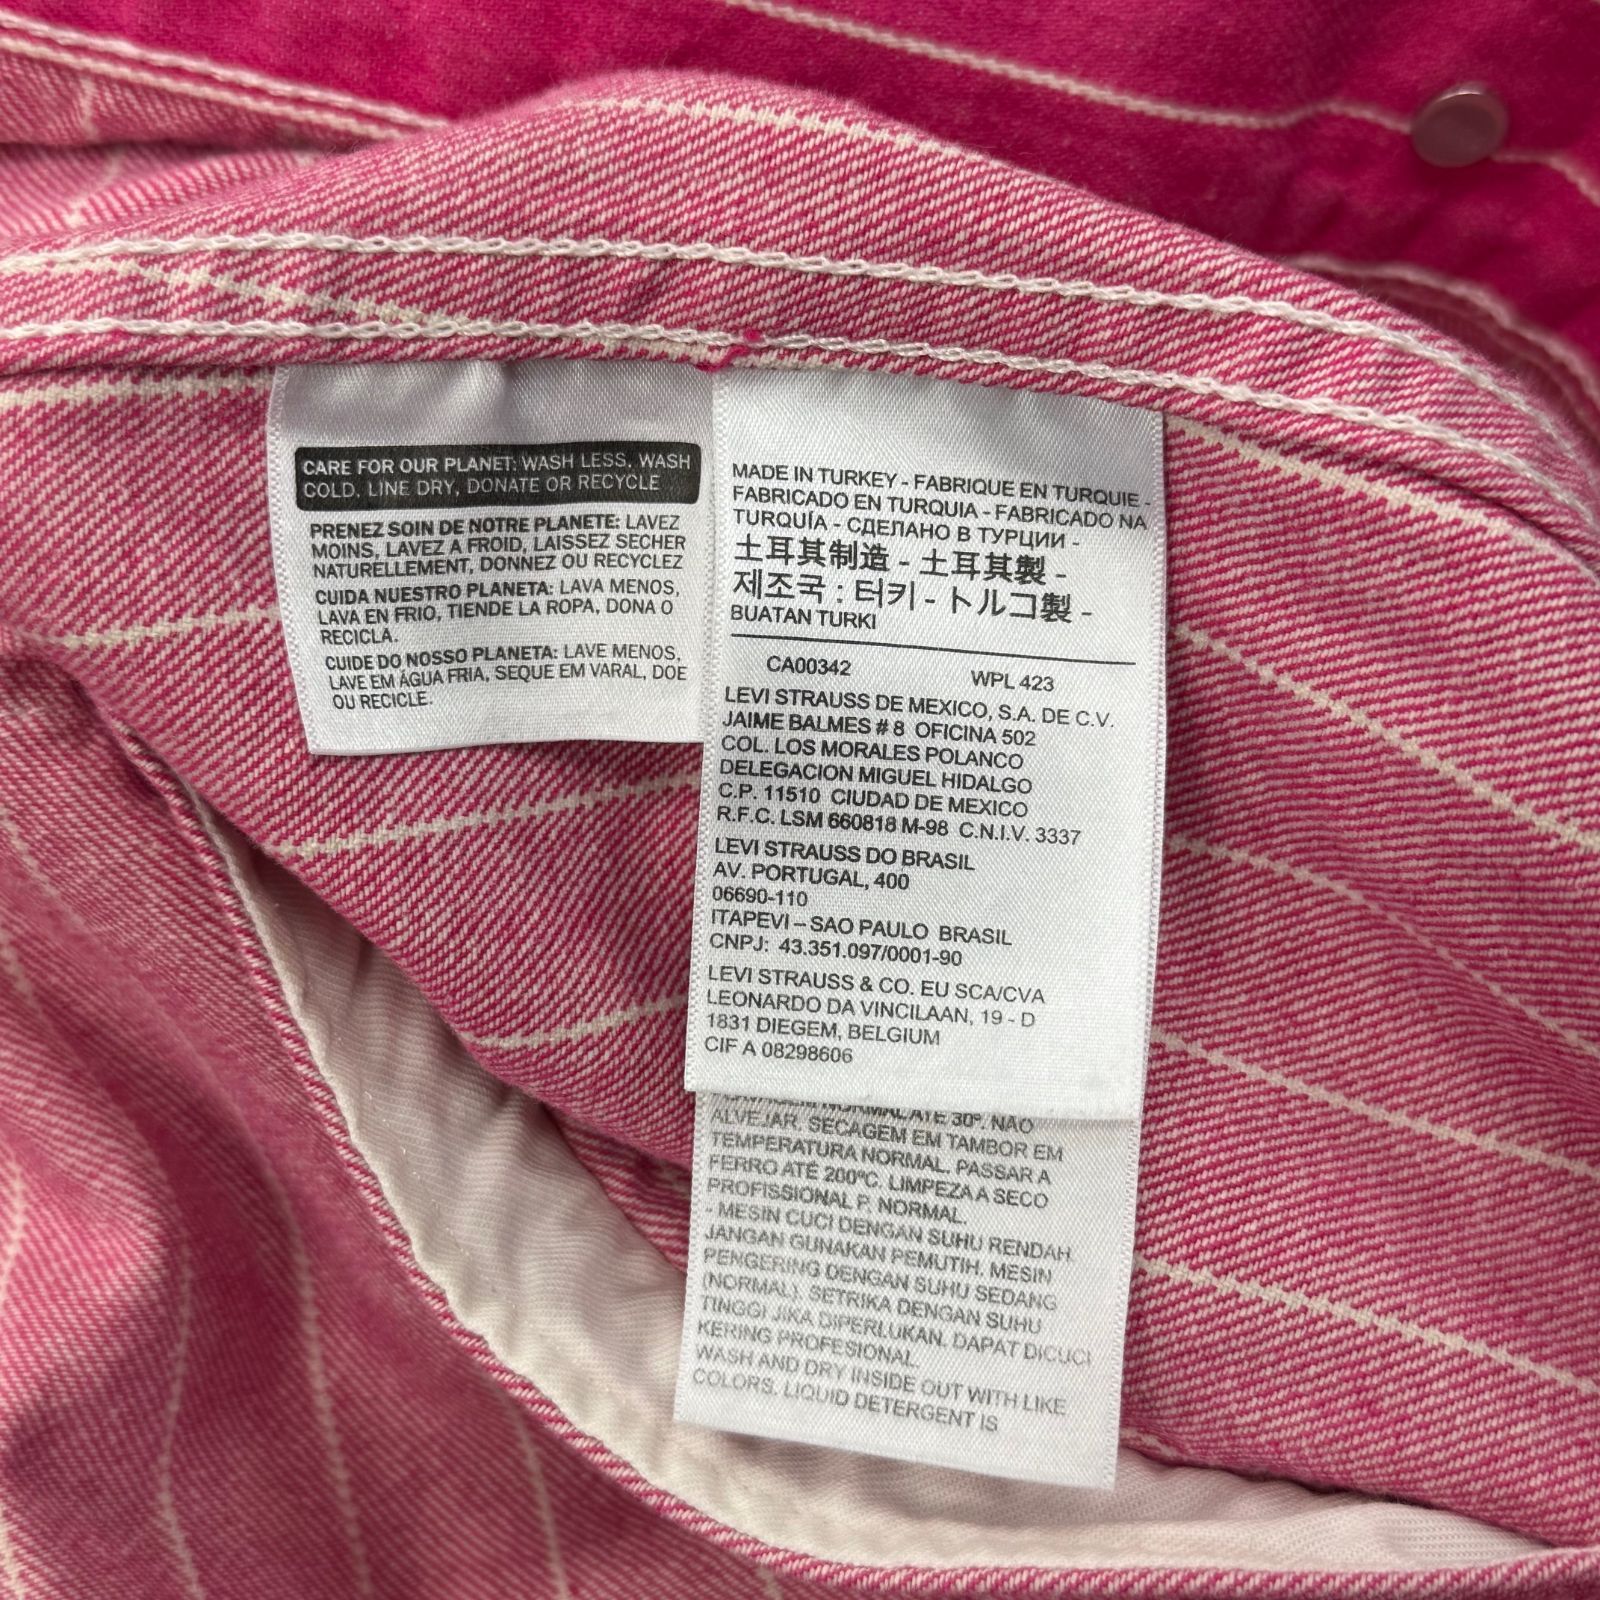 CARE FOR OUR PLANET: WASH LESS, WASH
COLD, LINE DRY, DONATE OR RECYCLE
PRENEZ SOIN DE NOTRE PLANETE: LAVEZ
MOINS, LAVEZ A FROID, LAISSEZ SECHER
NATURELLEMENT, DONNEZ OU RECYCLEZ
CUIDA NUESTRO PLANETA: LAVA MENOS,
LAVA EN FRIO, TIENDE LA ROPA, DONA O
RECICLA.
CUIDE DO NOSSO PLANETA: LAVE MENOS,
LAVE EM ÁGUA FRIA, SEQUE EM VARAL, DOE
OU RECICLE.
MADE IN TURKEY - FABRIQUE EN TURQUIE -
FABRICADO EN TURQUIA - FABRICADO NA
TURQUÍA - СДЕЛАНО В ТУРЦИИ -
土耳其制造 - 土耳其製 -
제조국 : 터키 - トルコ製 -
BUATAN TURKI
CA00342 WPL 423
LEVI STRAUSS DE MEXICO, S.A. DE C.V.
JAIME BALMES # 8 OFICINA 502
COL. LOS MORALES POLANCO
DELEGACION MIGUEL HIDALGO
C.P. 11510 CIUDAD DE MEXICO
R.F.C. LSM 660818 M-98 C.N.I.V. 3337
LEVI STRAUSS DO BRASIL
AV. PORTUGAL, 400
06690-110
ITAPEVI – SAO PAULO BRASIL
CNPJ: 43.351.097/0001-90
LEVI STRAUSS & CO. EU SCA/CVA
LEONARDO DA VINCILAAN, 19 - D
1831 DIEGEM, BELGIUM
CIF A 08298606
NORMAL ATÉ 30º. NÃO
ALVEJAR. SECAGEM EM TAMBOR EM
TEMPERATURA NORMAL. PASSAR A
FERRO ATÉ 200ºC. LIMPEZA A SECO
PROFISSIONAL P. NORMAL.
- MESIN CUCI DENGAN SUHU RENDAH.
JANGAN GUNAKAN PEMUTIH. MESIN
PENGERING DENGAN SUHU SEDANG
(NORMAL). SETRIKA DENGAN SUHU
TINGGI JIKA DIPERLUKAN. DAPAT DICUCI
KERING PROFESIONAL.
WASH AND DRY INSIDE OUT WITH LIKE
COLORS. LIQUID DETERGENT IS